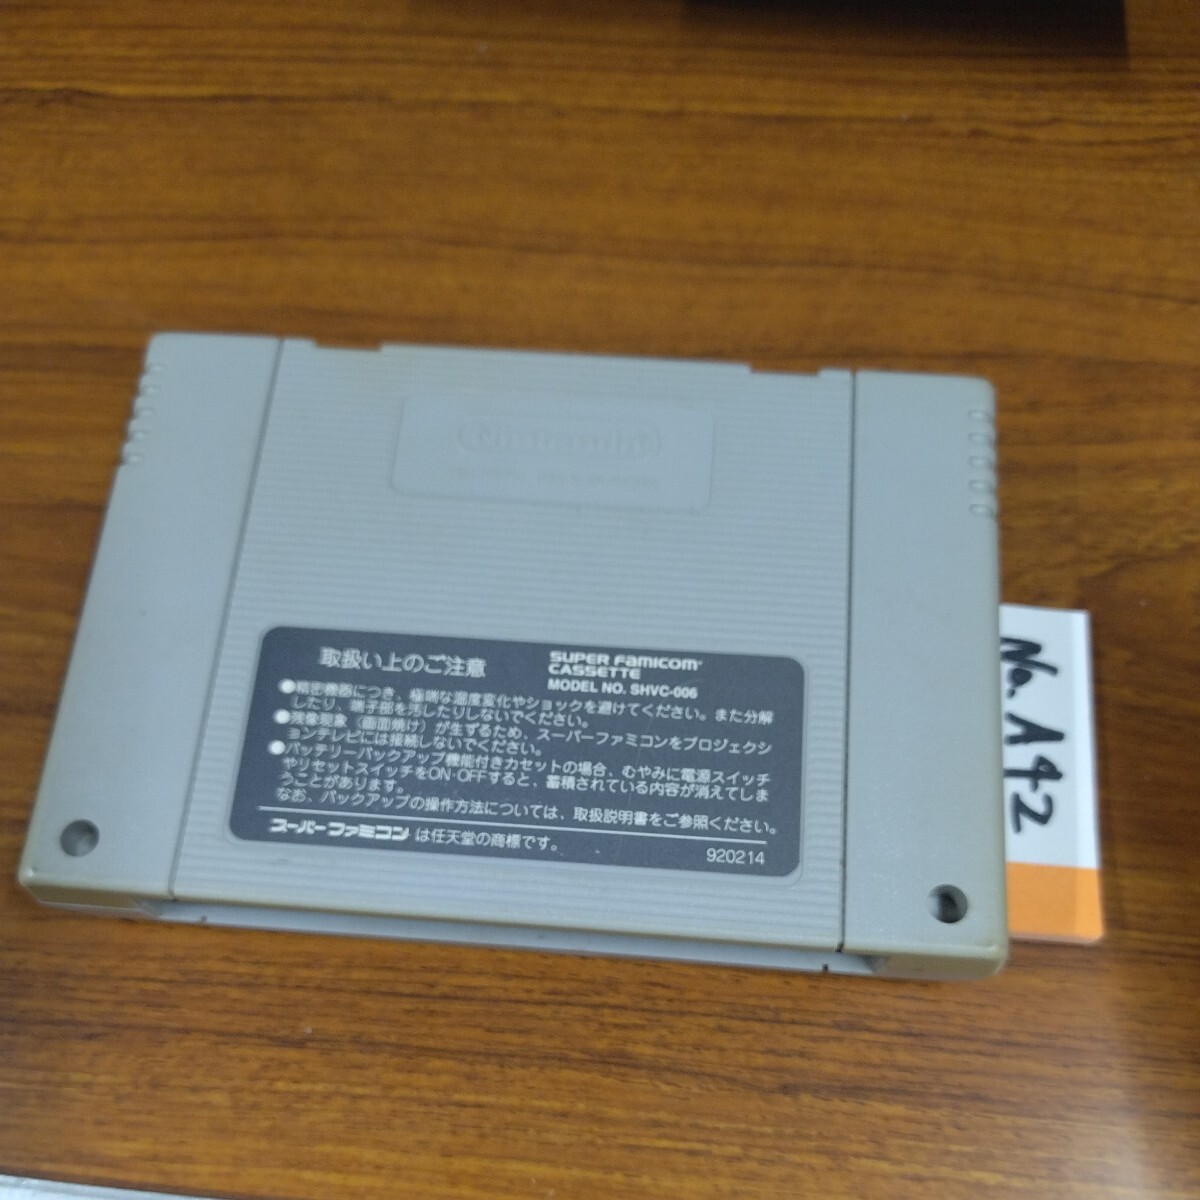 Nintendo
取扱い上のご注意
SUPER Famicom
CASSETTE
MODEL NO. SHVC-006
●精密機器につき、極端な温度変化やショックを避けてください。また分解
したり、端子部を汚したりしないでください。
●残像現象(画面焼け)が生ずるため、スーパーファミコンをプロジェクシ
ョンテレビには接続しないでください。
●バッテリーバックアップ機能付きカセットの場合、むやみに電源スイッチ
やリセットスイッチをON・OFFすると、蓄積されている内容が消えてしま
うことがあります。
なお、バックアップの操作方法については、取扱説明書をご参照ください。
スーパーファミコンは任天堂の商標です。
920214
No. A92